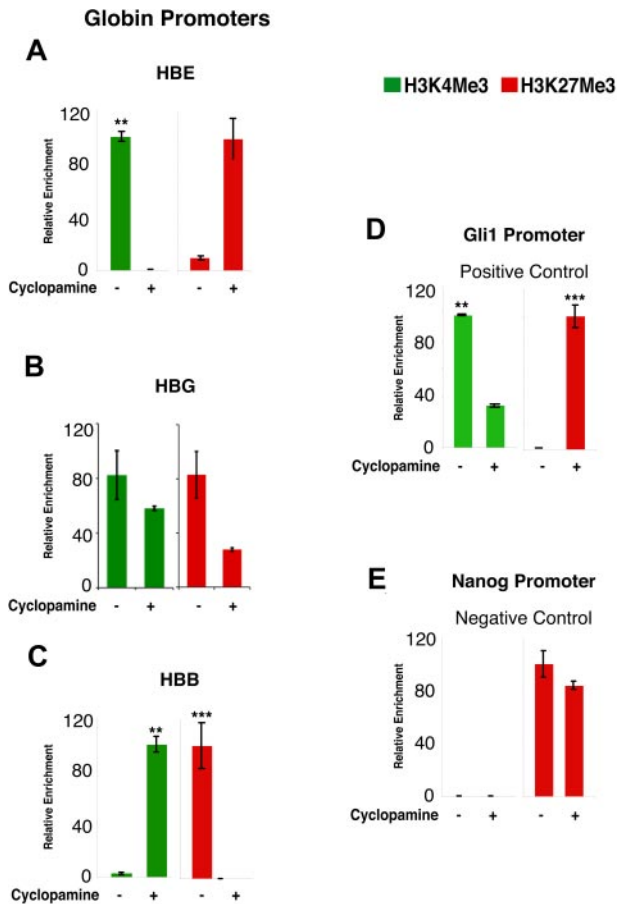 Globin Promoters
A
HBE
H3K4Me3 H3K27Me3
Relative Enrichment
120
80
40
0
**
Cyclopamine - + - +
B
HBG
Relative Enrichment
120
80
40
0
Cyclopamine - + - +
C
HBB
Relative Enrichment
120
80
40
0
** ***
Cyclopamine - + - +
D
Gli1 Promoter
Positive Control
Relative Enrichment
120
80
40
0
** ***
Cyclopamine - + - +
E
Nanog Promoter
Negative Control
Relative Enrichment
120
80
40
0
Cyclopamine - + - +